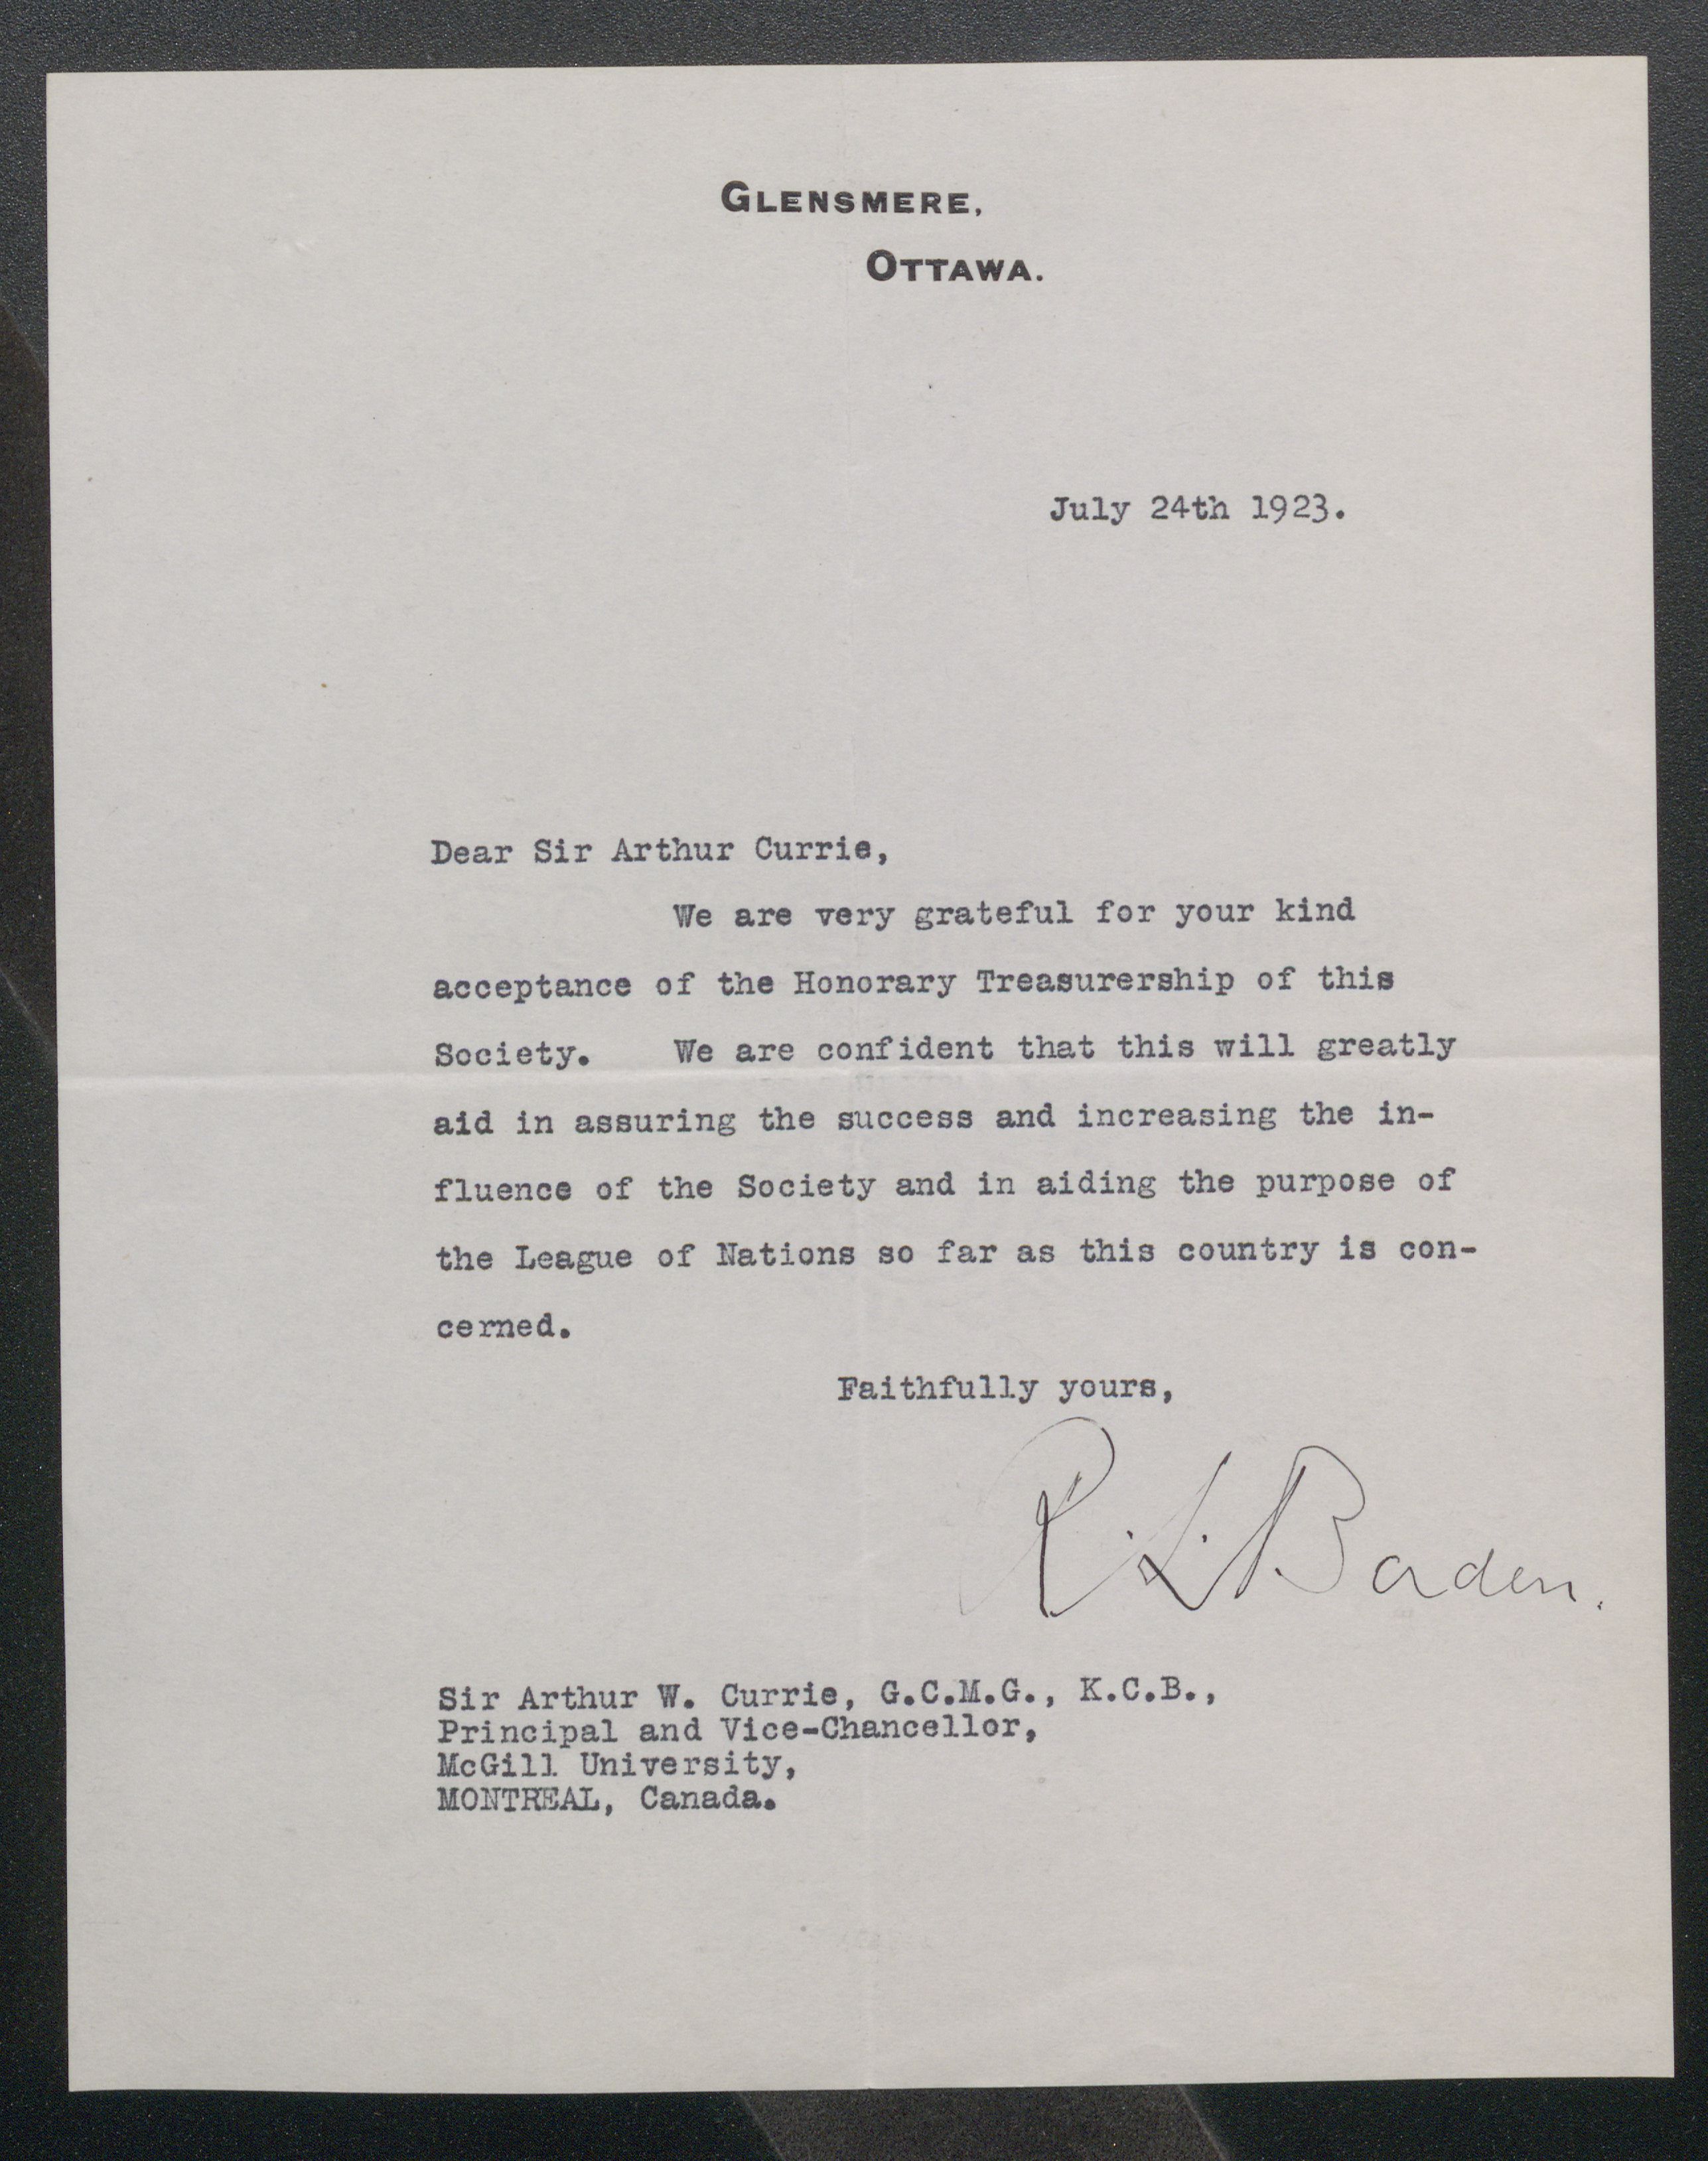 GLENSMERE,
OTTAWA.
July 24th 1923.
Dear Sir Arthur Currie,
We are very grateful for your kind
acceptance of the Honorary Treasurership of this
Society. We are confident that this will greatly
aid in assuring the success and increasing the in-
fluence of the Society and in aiding the purpose of
the League of Nations so far as this country is con-
cerned.
Faithfully yours,
R. L. Borden.
Sir Arthur W. Currie, G.C.M.G., K.C.B.,
Principal and Vice-Chancellor,
McGill University,
MONTREAL, Canada.